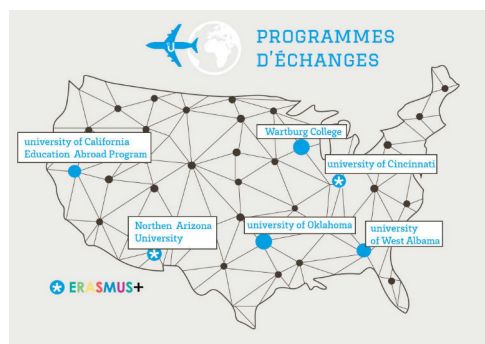 U
PROGRAMMES
D'ÉCHANGES
Wartburg College
university of California
Education Abroad Program
university of Cincinnati
Northen Arizona
University
university of Oklahoma
university
of West Albama
ERASMUS+